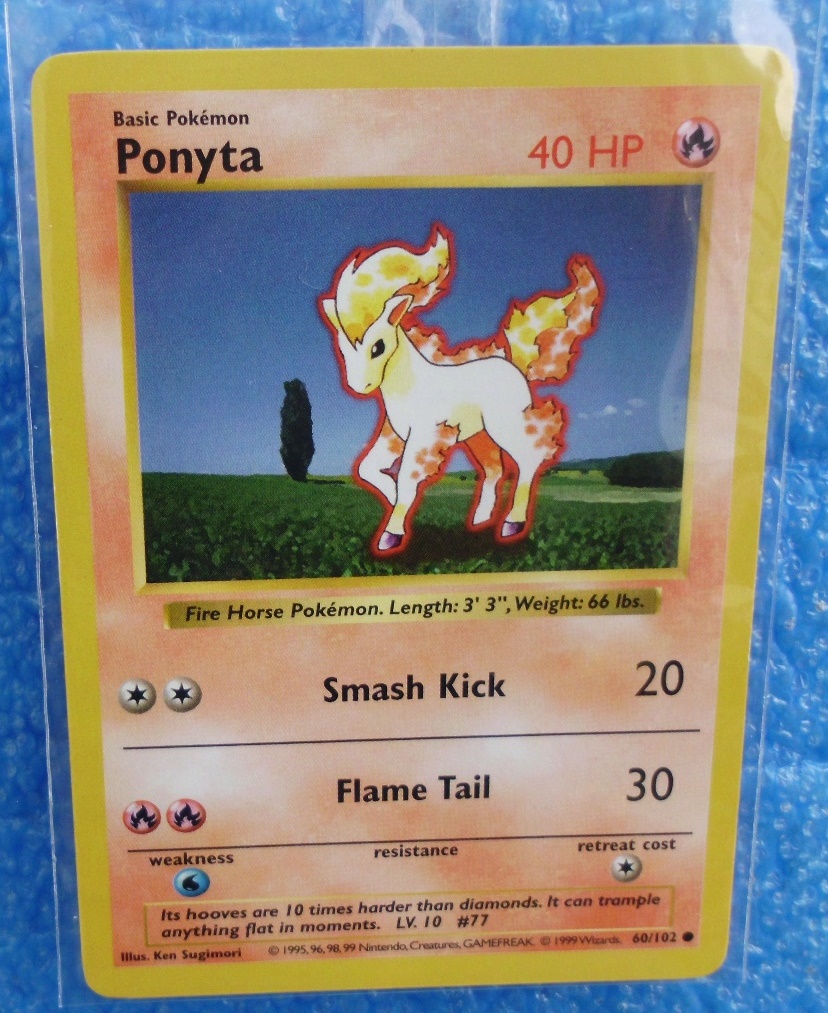 Basic Pokémon
Ponyta
40 HP
Fire Horse Pokémon. Length: 3' 3", Weight: 66 lbs.
Smash Kick 20
Flame Tail 30
weakness resistance retreat cost
Its hooves are 10 times harder than diamonds. It can trample
anything flat in moments. LV. 10 #77
Illus. Ken Sugimori © 1995, 96, 98, 99 Nintendo, Creatures, GAMEFREAK. © 1999 Wizards. 60/102